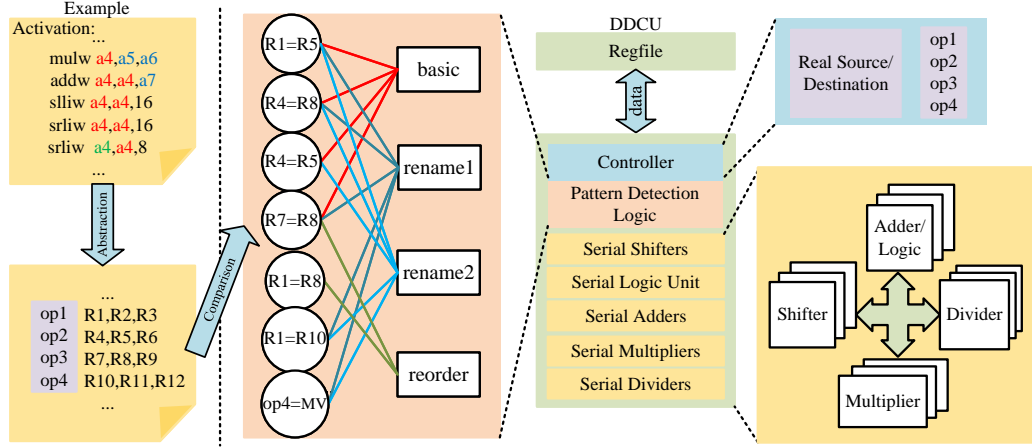 Example
Activation:
...
mulw a4,a5,a6
addw a4,a4,a7
slliw a4,a4,16
srliw a4,a4,16
srliw a4,a4,8
...
Abstraction
...
op1 R1,R2,R3
op2 R4,R5,R6
op3 R7,R8,R9
op4 R10,R11,R12
...
Comparison
R1=R5
R4=R8
R4=R5
R7=R8
R1=R8
R1=R10
op4=MV
basic
rename1
rename2
reorder
DDCU
Regfile
data
Controller
Pattern Detection
Logic
Serial Shifters
Serial Logic Unit
Serial Adders
Serial Multipliers
Serial Dividers
Real Source/
Destination
op1
op2
op3
op4
Adder/
Logic
Shifter
Divider
Multiplier